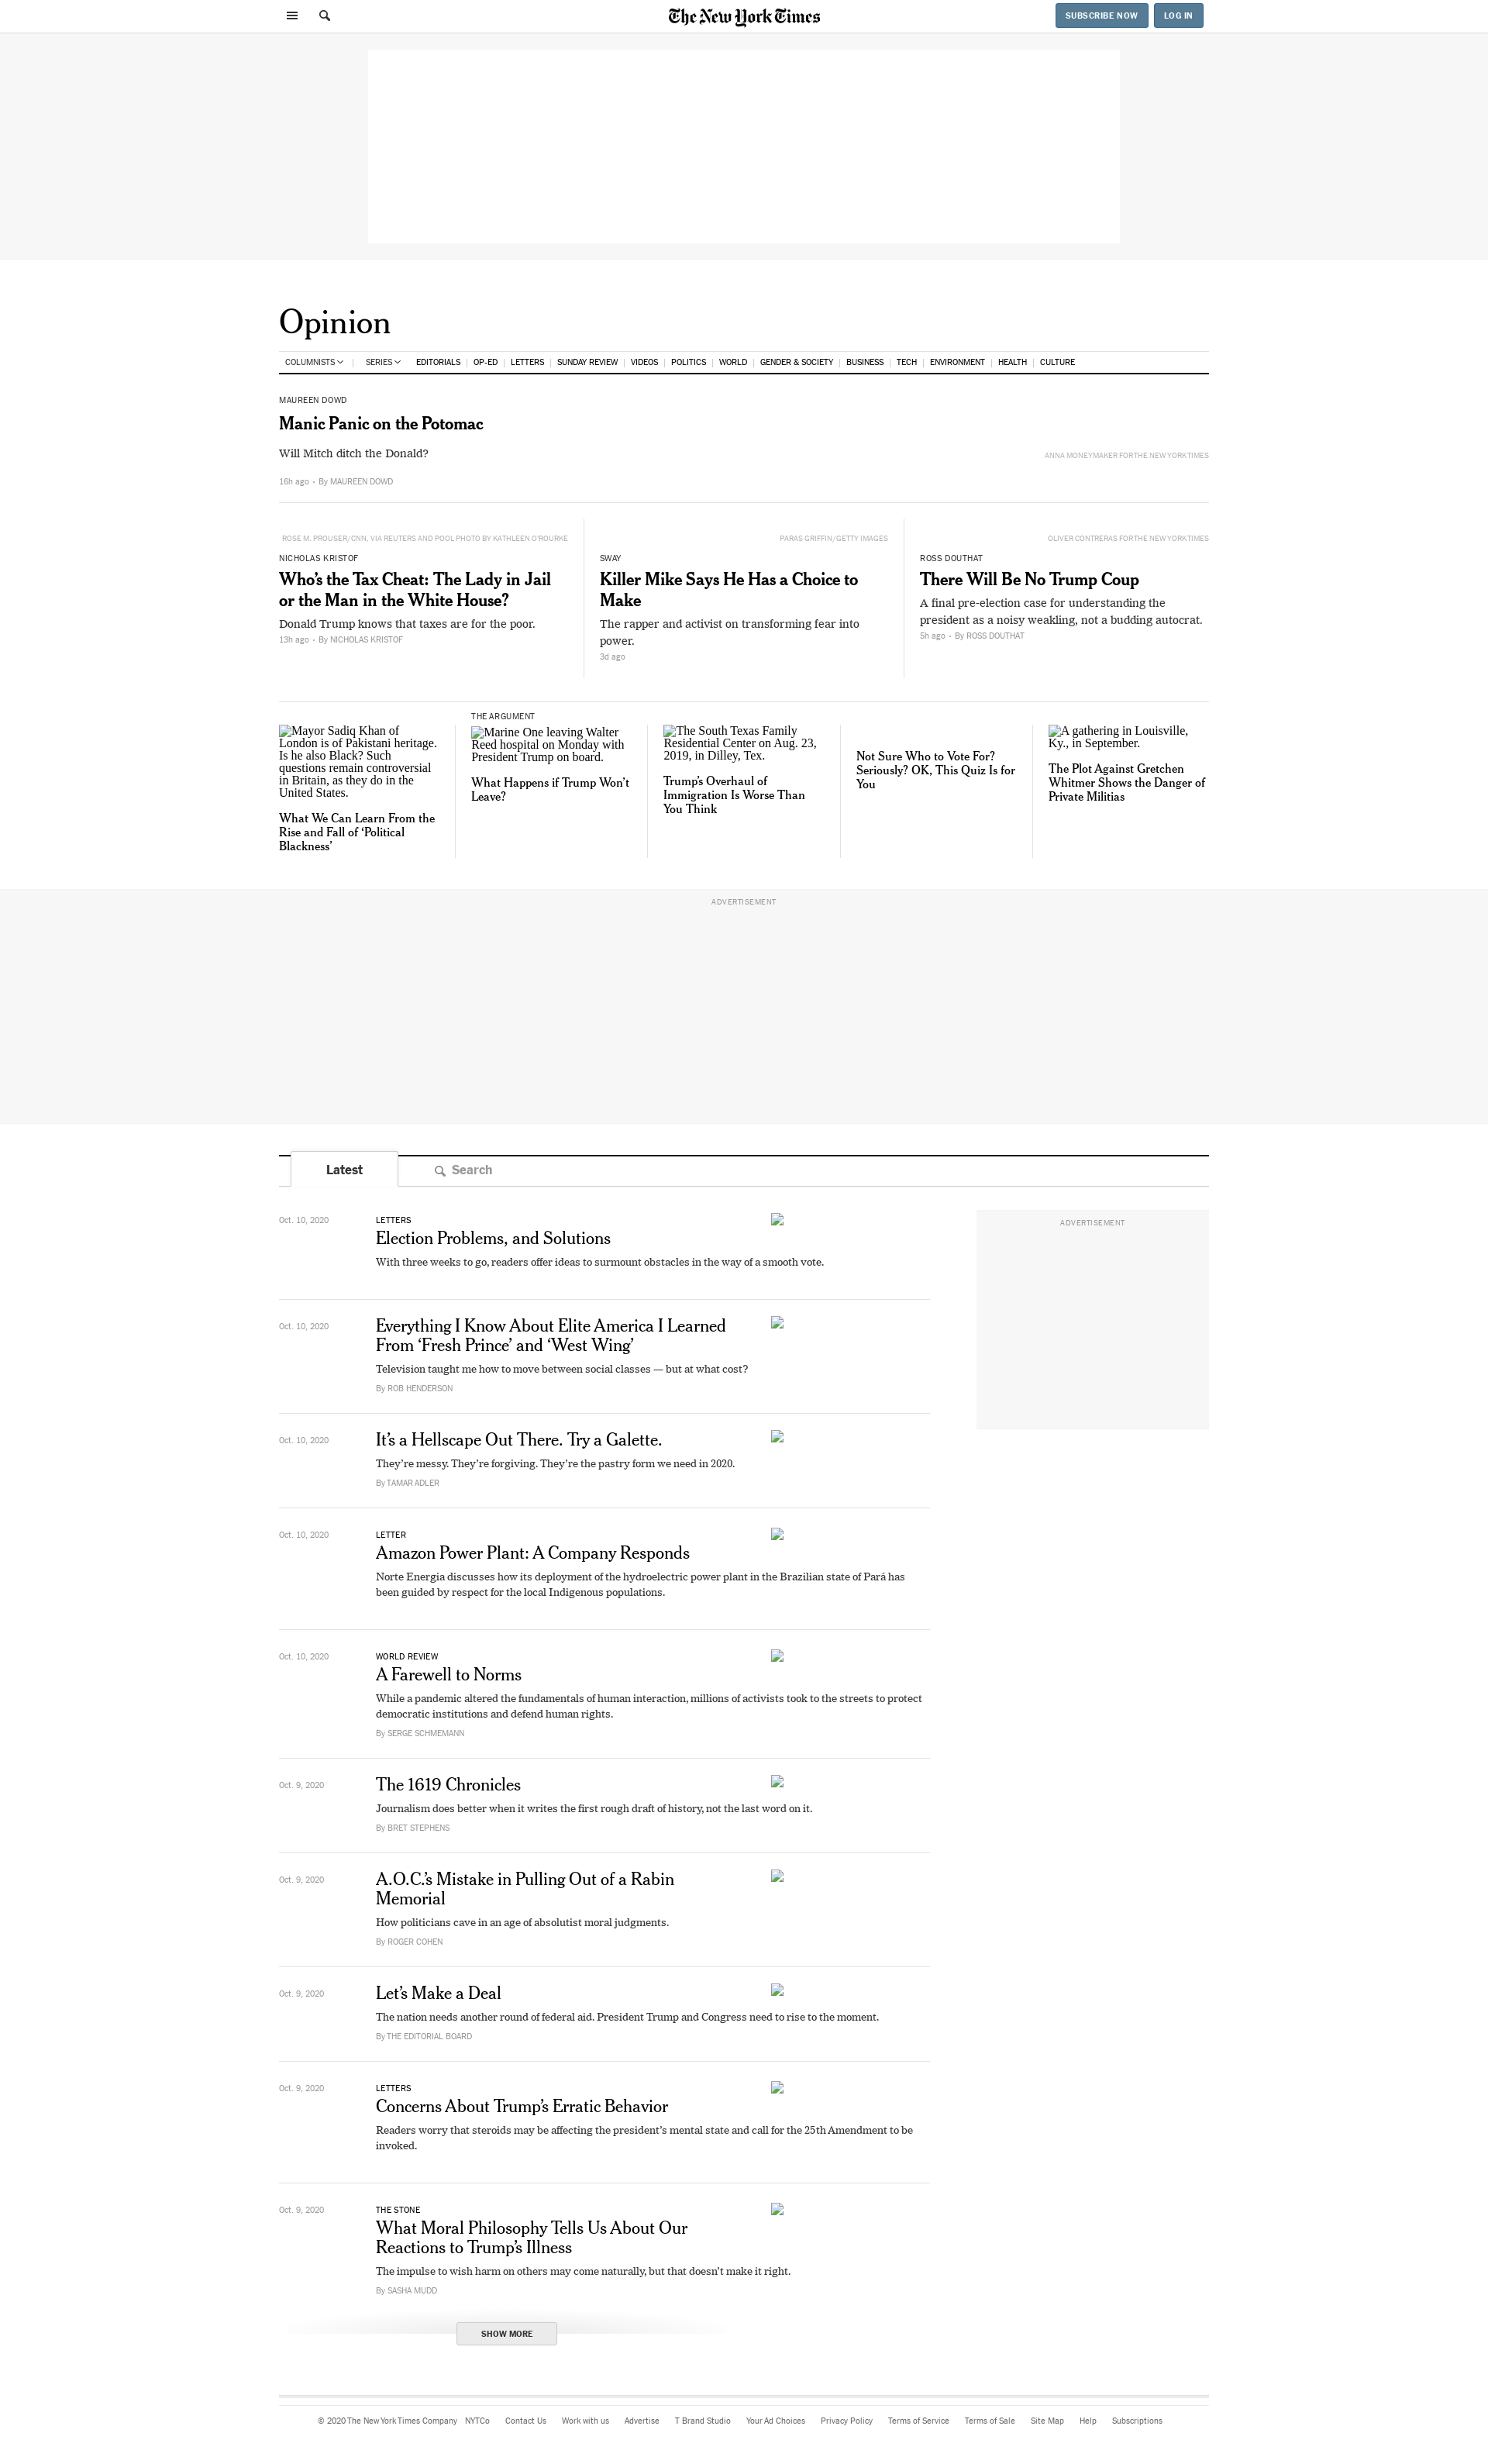 The New York Times
SUBSCRIBE NOW
LOG IN
Opinion
COLUMNISTS SERIES EDITORIALS OP-ED LETTERS SUNDAY REVIEW VIDEOS POLITICS WORLD GENDER & SOCIETY BUSINESS TECH ENVIRONMENT HEALTH CULTURE
MAUREEN DOWD
Manic Panic on the Potomac
Will Mitch ditch the Donald?
ANNA MONEYMAKER FOR THE NEW YORK TIMES
16h ago • By MAUREEN DOWD
ROSE M. PROUSER/CNN, VIA REUTERS AND POOL PHOTO BY KATHLEEN O'ROURKE
NICHOLAS KRISTOF
Who’s the Tax Cheat: The Lady in Jail
or the Man in the White House?
Donald Trump knows that taxes are for the poor.
13h ago • By NICHOLAS KRISTOF
PARAS GRIFFIN/GETTY IMAGES
SWAY
Killer Mike Says He Has a Choice to
Make
The rapper and activist on transforming fear into
power.
3d ago
OLIVER CONTRERAS FOR THE NEW YORK TIMES
ROSS DOUTHAT
There Will Be No Trump Coup
A final pre-election case for understanding the
president as a noisy weakling, not a budding autocrat.
5h ago • By ROSS DOUTHAT
Mayor Sadiq Khan of
London is of Pakistani heritage.
Is he also Black? Such
questions remain controversial
in Britain, as they do in the
United States.
What We Can Learn From the
Rise and Fall of ‘Political
Blackness’
THE ARGUMENT
Marine One leaving Walter
Reed hospital on Monday with
President Trump on board.
What Happens if Trump Won’t
Leave?
The South Texas Family
Residential Center on Aug. 23,
2019, in Dilley, Tex.
Trump’s Overhaul of
Immigration Is Worse Than
You Think
Not Sure Who to Vote For?
Seriously? OK, This Quiz Is for
You
A gathering in Louisville,
Ky., in September.
The Plot Against Gretchen
Whitmer Shows the Danger of
Private Militias
ADVERTISEMENT
Latest
Search
ADVERTISEMENT
Oct. 10, 2020
LETTERS
Election Problems, and Solutions
With three weeks to go, readers offer ideas to surmount obstacles in the way of a smooth vote.
Oct. 10, 2020
Everything I Know About Elite America I Learned
From ‘Fresh Prince’ and ‘West Wing’
Television taught me how to move between social classes — but at what cost?
By ROB HENDERSON
Oct. 10, 2020
It’s a Hellscape Out There. Try a Galette.
They’re messy. They’re forgiving. They’re the pastry form we need in 2020.
By TAMAR ADLER
Oct. 10, 2020
LETTER
Amazon Power Plant: A Company Responds
Norte Energia discusses how its deployment of the hydroelectric power plant in the Brazilian state of Pará has
been guided by respect for the local Indigenous populations.
Oct. 10, 2020
WORLD REVIEW
A Farewell to Norms
While a pandemic altered the fundamentals of human interaction, millions of activists took to the streets to protect
democratic institutions and defend human rights.
By SERGE SCHMEMANN
Oct. 9, 2020
The 1619 Chronicles
Journalism does better when it writes the first rough draft of history, not the last word on it.
By BRET STEPHENS
Oct. 9, 2020
A.O.C.’s Mistake in Pulling Out of a Rabin
Memorial
How politicians cave in an age of absolutist moral judgments.
By ROGER COHEN
Oct. 9, 2020
Let’s Make a Deal
The nation needs another round of federal aid. President Trump and Congress need to rise to the moment.
By THE EDITORIAL BOARD
Oct. 9, 2020
LETTERS
Concerns About Trump’s Erratic Behavior
Readers worry that steroids may be affecting the president’s mental state and call for the 25th Amendment to be
invoked.
Oct. 9, 2020
THE STONE
What Moral Philosophy Tells Us About Our
Reactions to Trump’s Illness
The impulse to wish harm on others may come naturally, but that doesn’t make it right.
By SASHA MUDD
SHOW MORE
© 2020 The New York Times Company NYTCo Contact Us Work with us Advertise T Brand Studio Your Ad Choices Privacy Policy Terms of Service Terms of Sale Site Map Help Subscriptions